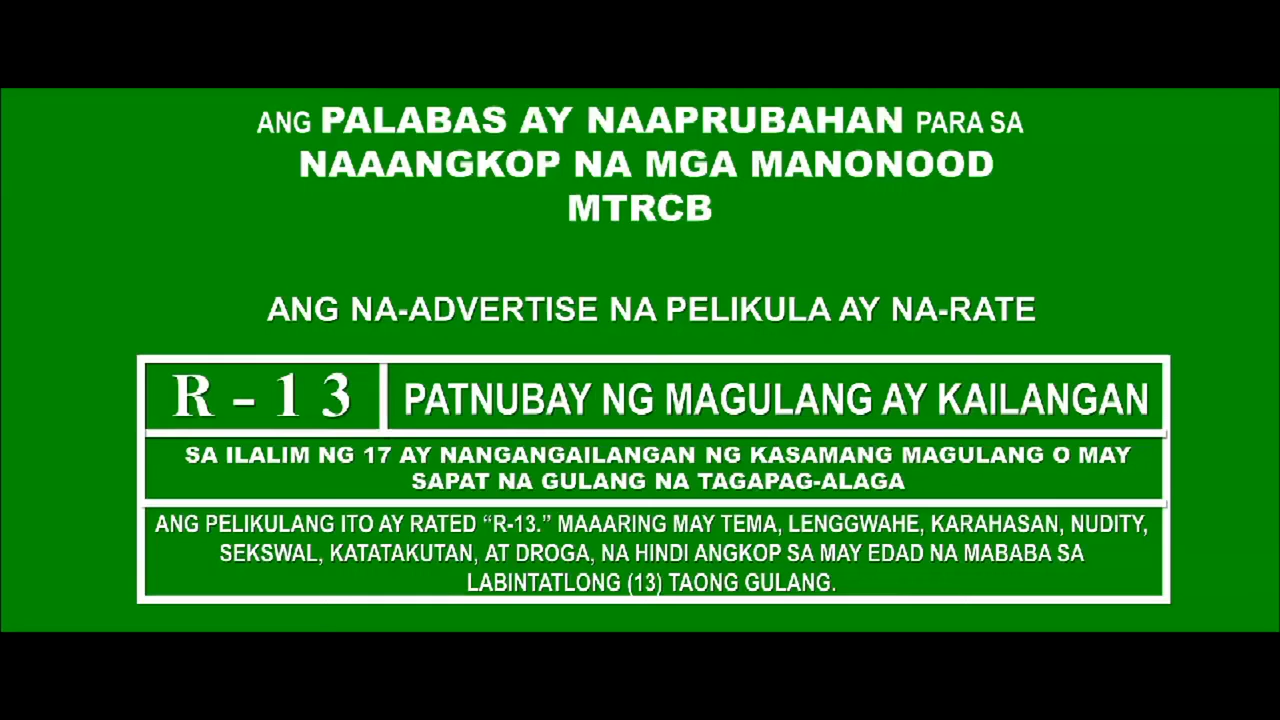 ANG PALABAS AY NAAPRUBAHAN PARA SA
NAAANGKOP NA MGA MANONOOD
MTRCB
ANG NA-ADVERTISE NA PELIKULA AY NA-RATE
R – 1 3
PATNUBAY NG MAGULANG AY KAILANGAN
SA ILALIM NG 17 AY NANGANGAILANGAN NG KASAMANG MAGULANG O MAY
SAPAT NA GULANG NA TAGAPAG-ALAGA
ANG PELIKULANG ITO AY RATED “R-13.” MAAARING MAY TEMA, LENGGWAHE, KARAHASAN, NUDITY,
SEKSWAL, KATATAKUTAN, AT DROGA, NA HINDI ANGKOP SA MAY EDAD NA MABABA SA
LABINTATLONG (13) TAONG GULANG.